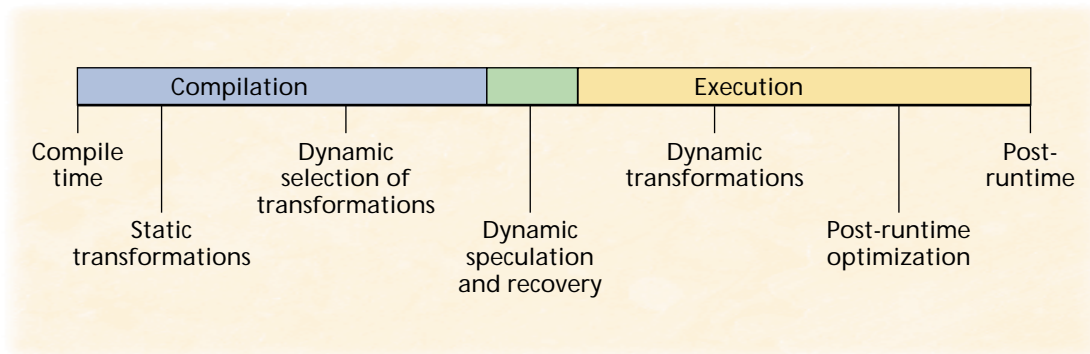 Compilation
Execution
Compile
time
Static
transformations
Dynamic
selection of
transformations
Dynamic
speculation
and recovery
Dynamic
transformations
Post-runtime
optimization
Post-
runtime